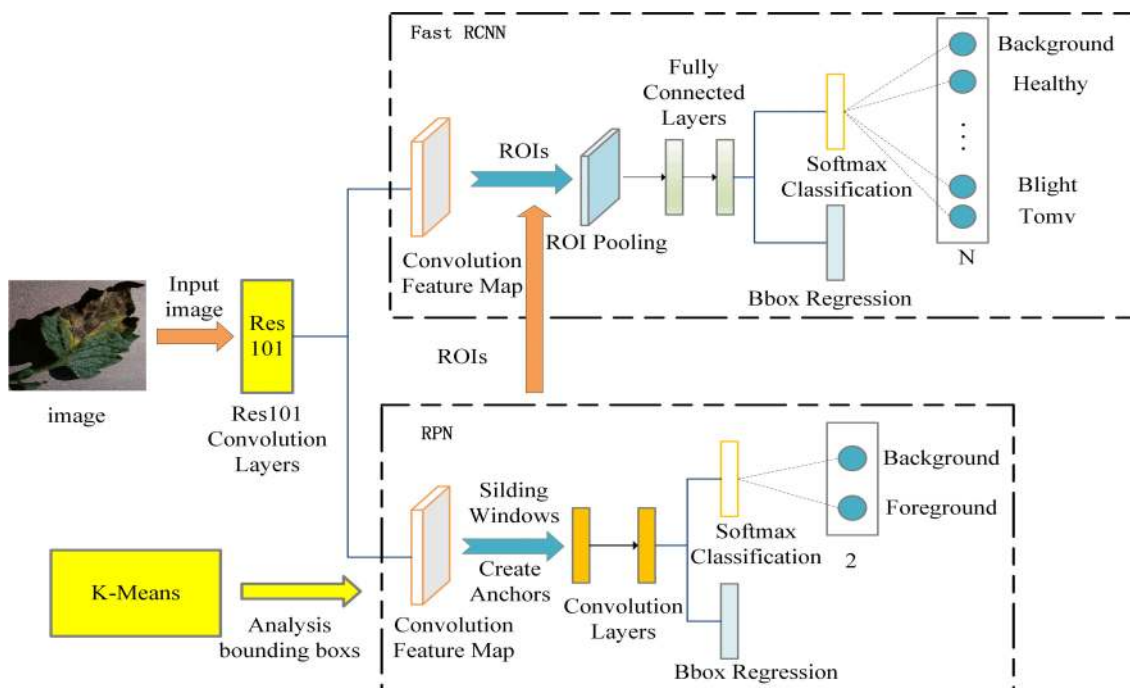 Fast RCNN
Fully
Connected
Layers
Background
Healthy
⋮
Blight
Tomv
N
ROIs
Softmax
Classification
ROI Pooling
Convolution
Feature Map
Bbox Regression
Input
image
Res
101
ROIs
image
Res101
Convolution
Layers
RPN
Silding
Windows
Create
Anchors
Background
Foreground
2
Softmax
Classification
K-Means
Analysis
bounding boxs
Convolution
Layers
Convolution
Feature Map
Bbox Regression